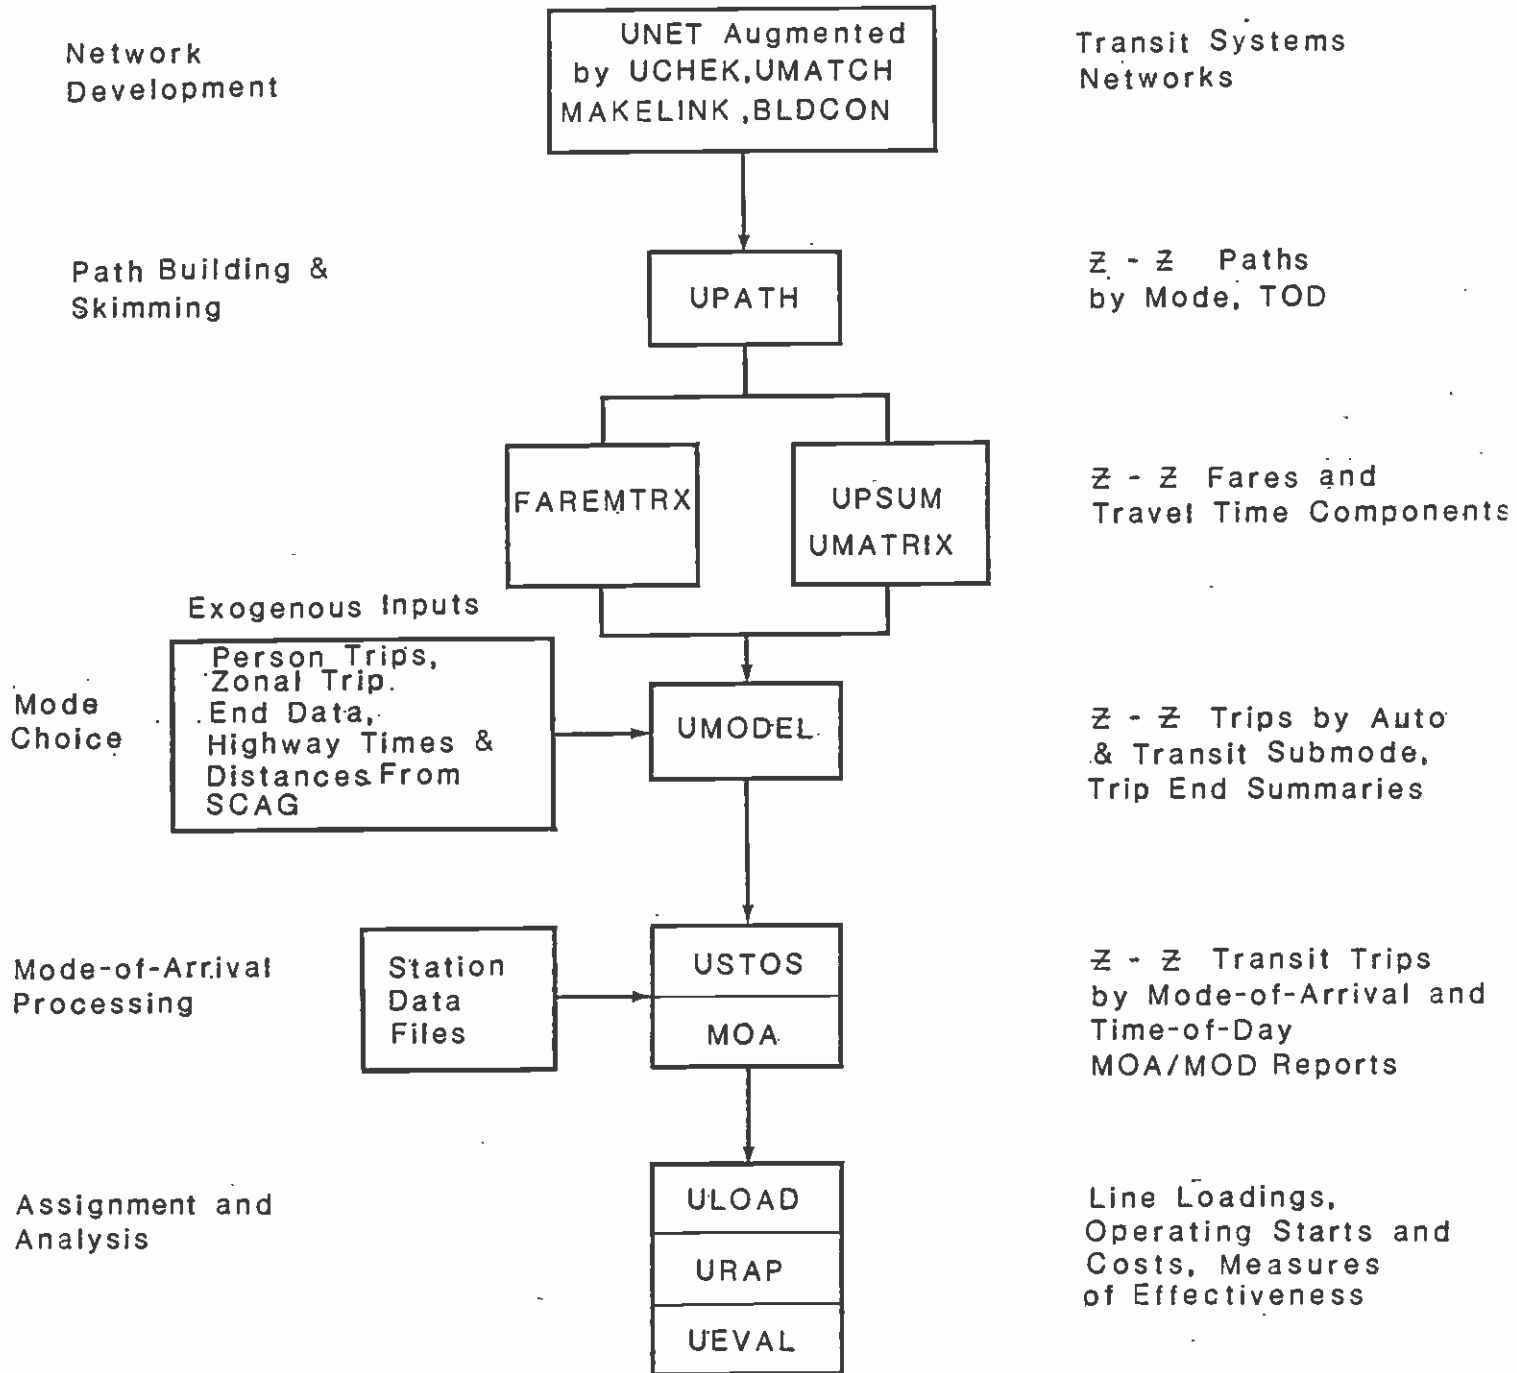 Network
Development
UNET Augmented
by UCHEK,UMATCH
MAKELINK ,BLDCON
Transit Systems
Networks
Path Building &
Skimming
UPATH
Ƶ - Ƶ Paths
by Mode, TOD
FAREMTRX
UPSUM
UMATRIX
Ƶ - Ƶ Fares and
Travel Time Components
Exogenous Inputs
Mode
Choice
Person Trips,
Zonal Trip
End Data,
Highway Times &
Distances From
SCAG
UMODEL
Ƶ - Ƶ Trips by Auto
& Transit Submode,
Trip End Summaries
Mode-of-Arrival
Processing
Station
Data
Files
USTOS
MOA
Ƶ - Ƶ Transit Trips
by Mode-of-Arrival and
Time-of-Day
MOA/MOD Reports
Assignment and
Analysis
ULOAD
URAP
UEVAL
Line Loadings,
Operating Starts and
Costs, Measures
of Effectiveness